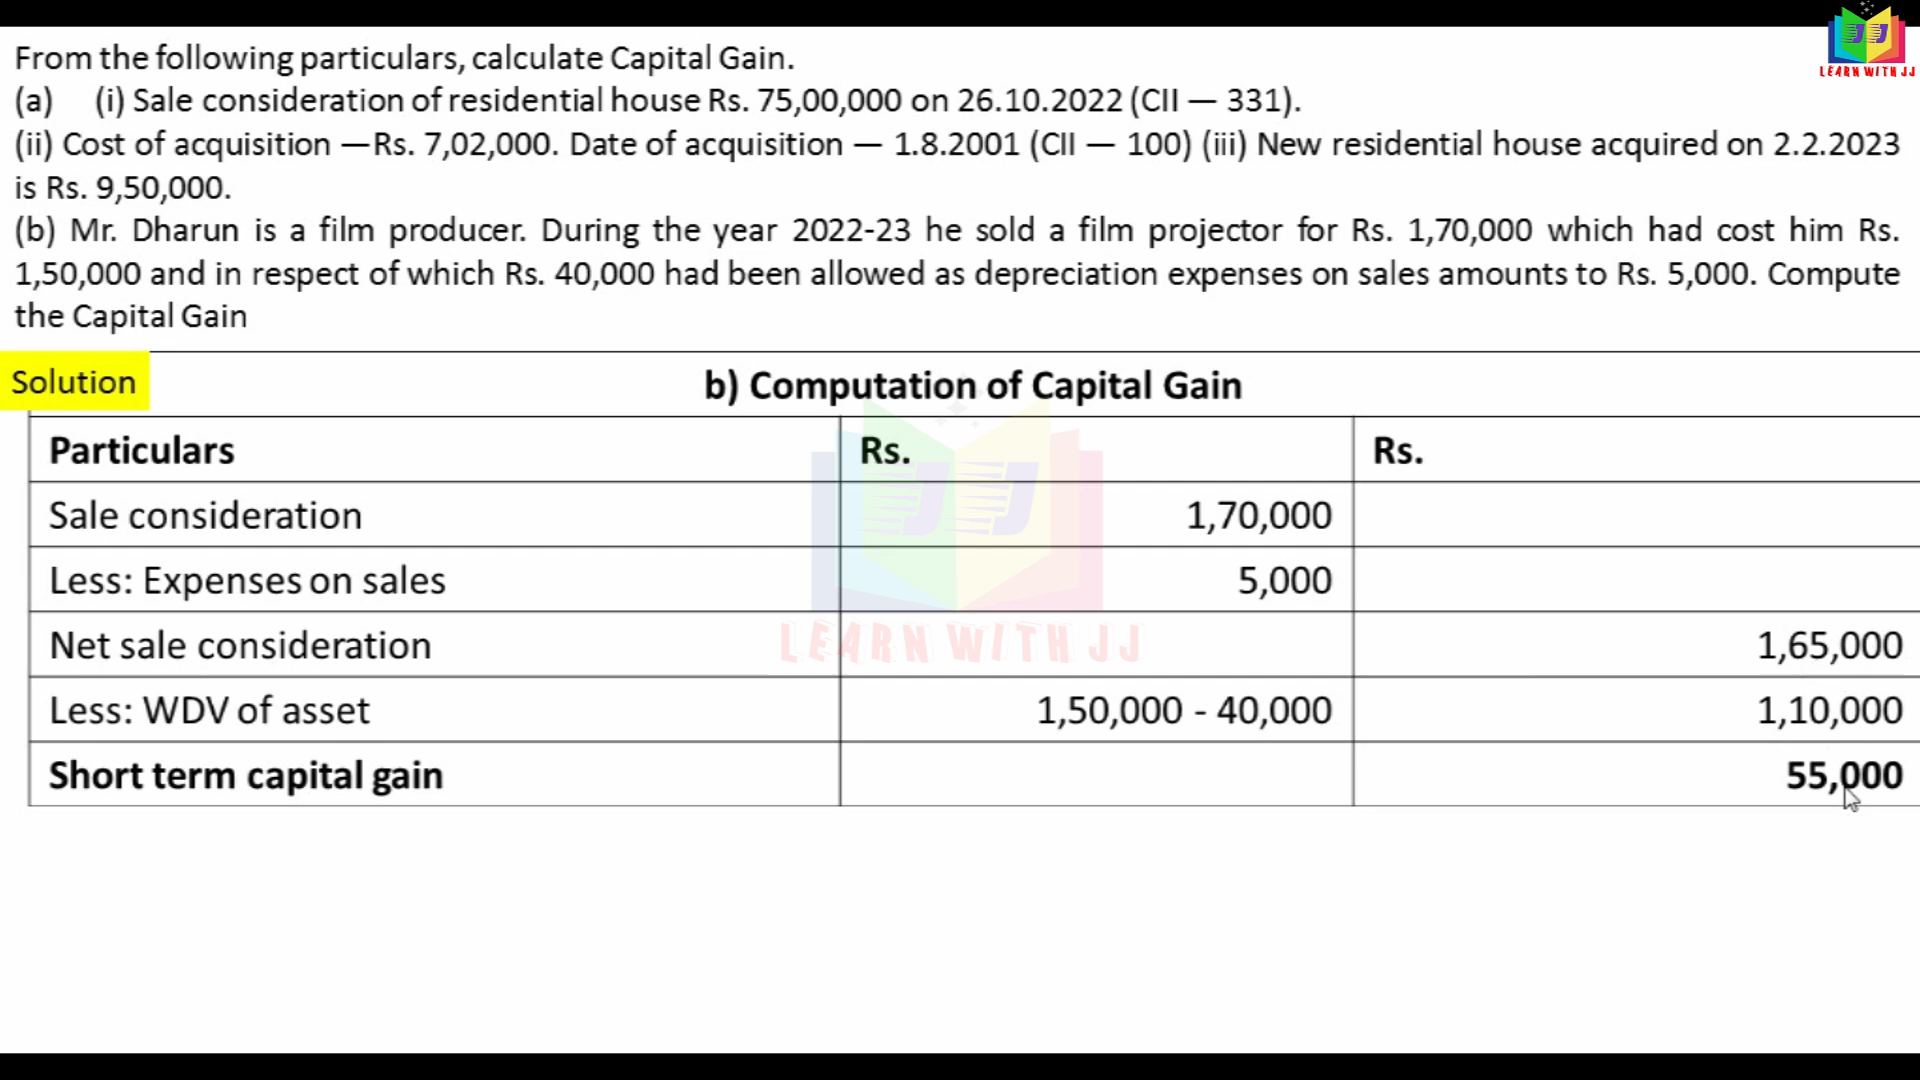 LEARN WITH JJ
From the following particulars, calculate Capital Gain.
(a) (i) Sale consideration of residential house Rs. 75,00,000 on 26.10.2022 (CII — 331).
(ii) Cost of acquisition —Rs. 7,02,000. Date of acquisition — 1.8.2001 (CII — 100) (iii) New residential house acquired on 2.2.2023
is Rs. 9,50,000.
(b) Mr. Dharun is a film producer. During the year 2022-23 he sold a film projector for Rs. 1,70,000 which had cost him Rs.
1,50,000 and in respect of which Rs. 40,000 had been allowed as depreciation expenses on sales amounts to Rs. 5,000. Compute
the Capital Gain
Solution
b) Computation of Capital Gain
Particulars Rs. Rs.
Sale consideration 1,70,000
Less: Expenses on sales 5,000
Net sale consideration 1,65,000
LEARN WITH JJ
Less: WDV of asset 1,50,000 - 40,000 1,10,000
Short term capital gain 55,000